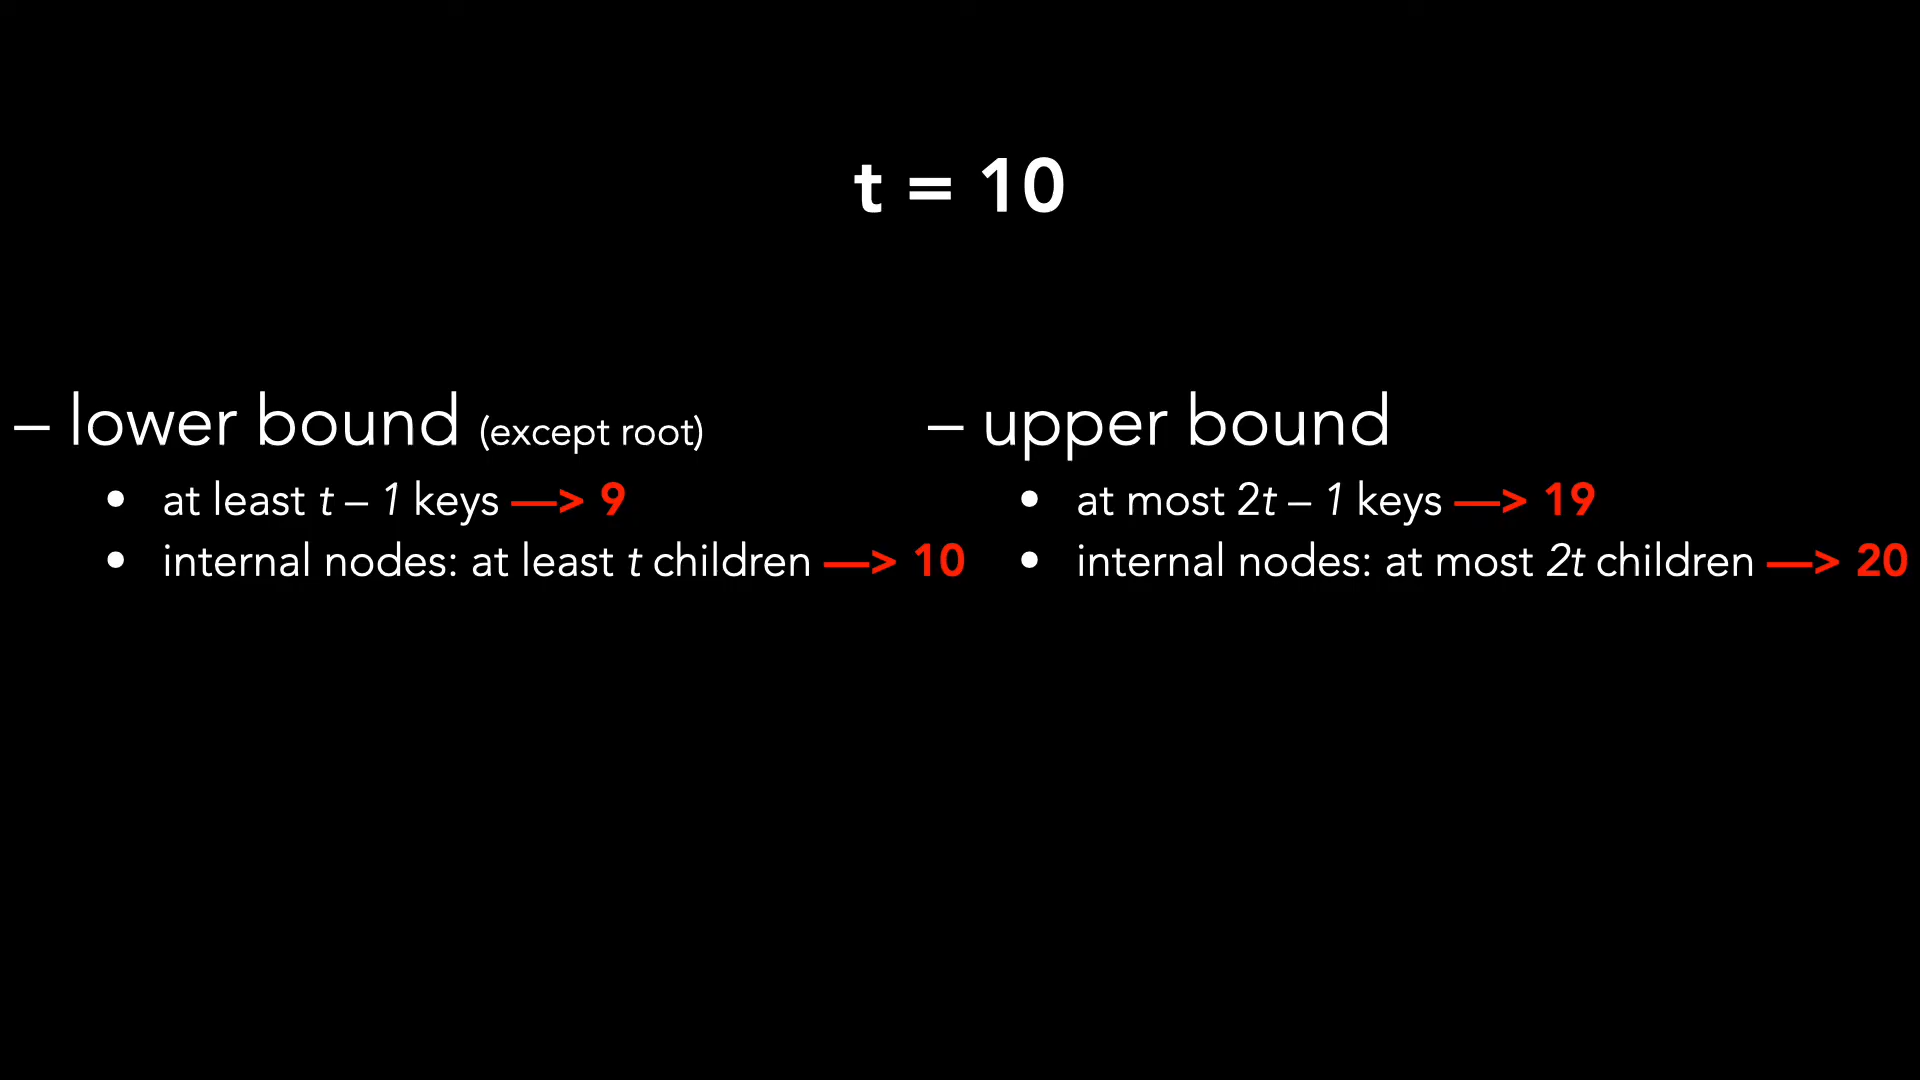 t = 10
– lower bound (except root)
• at least t – 1 keys —> 9
• internal nodes: at least t children —> 10
– upper bound
• at most 2t – 1 keys —> 19
• internal nodes: at most 2t children —> 20